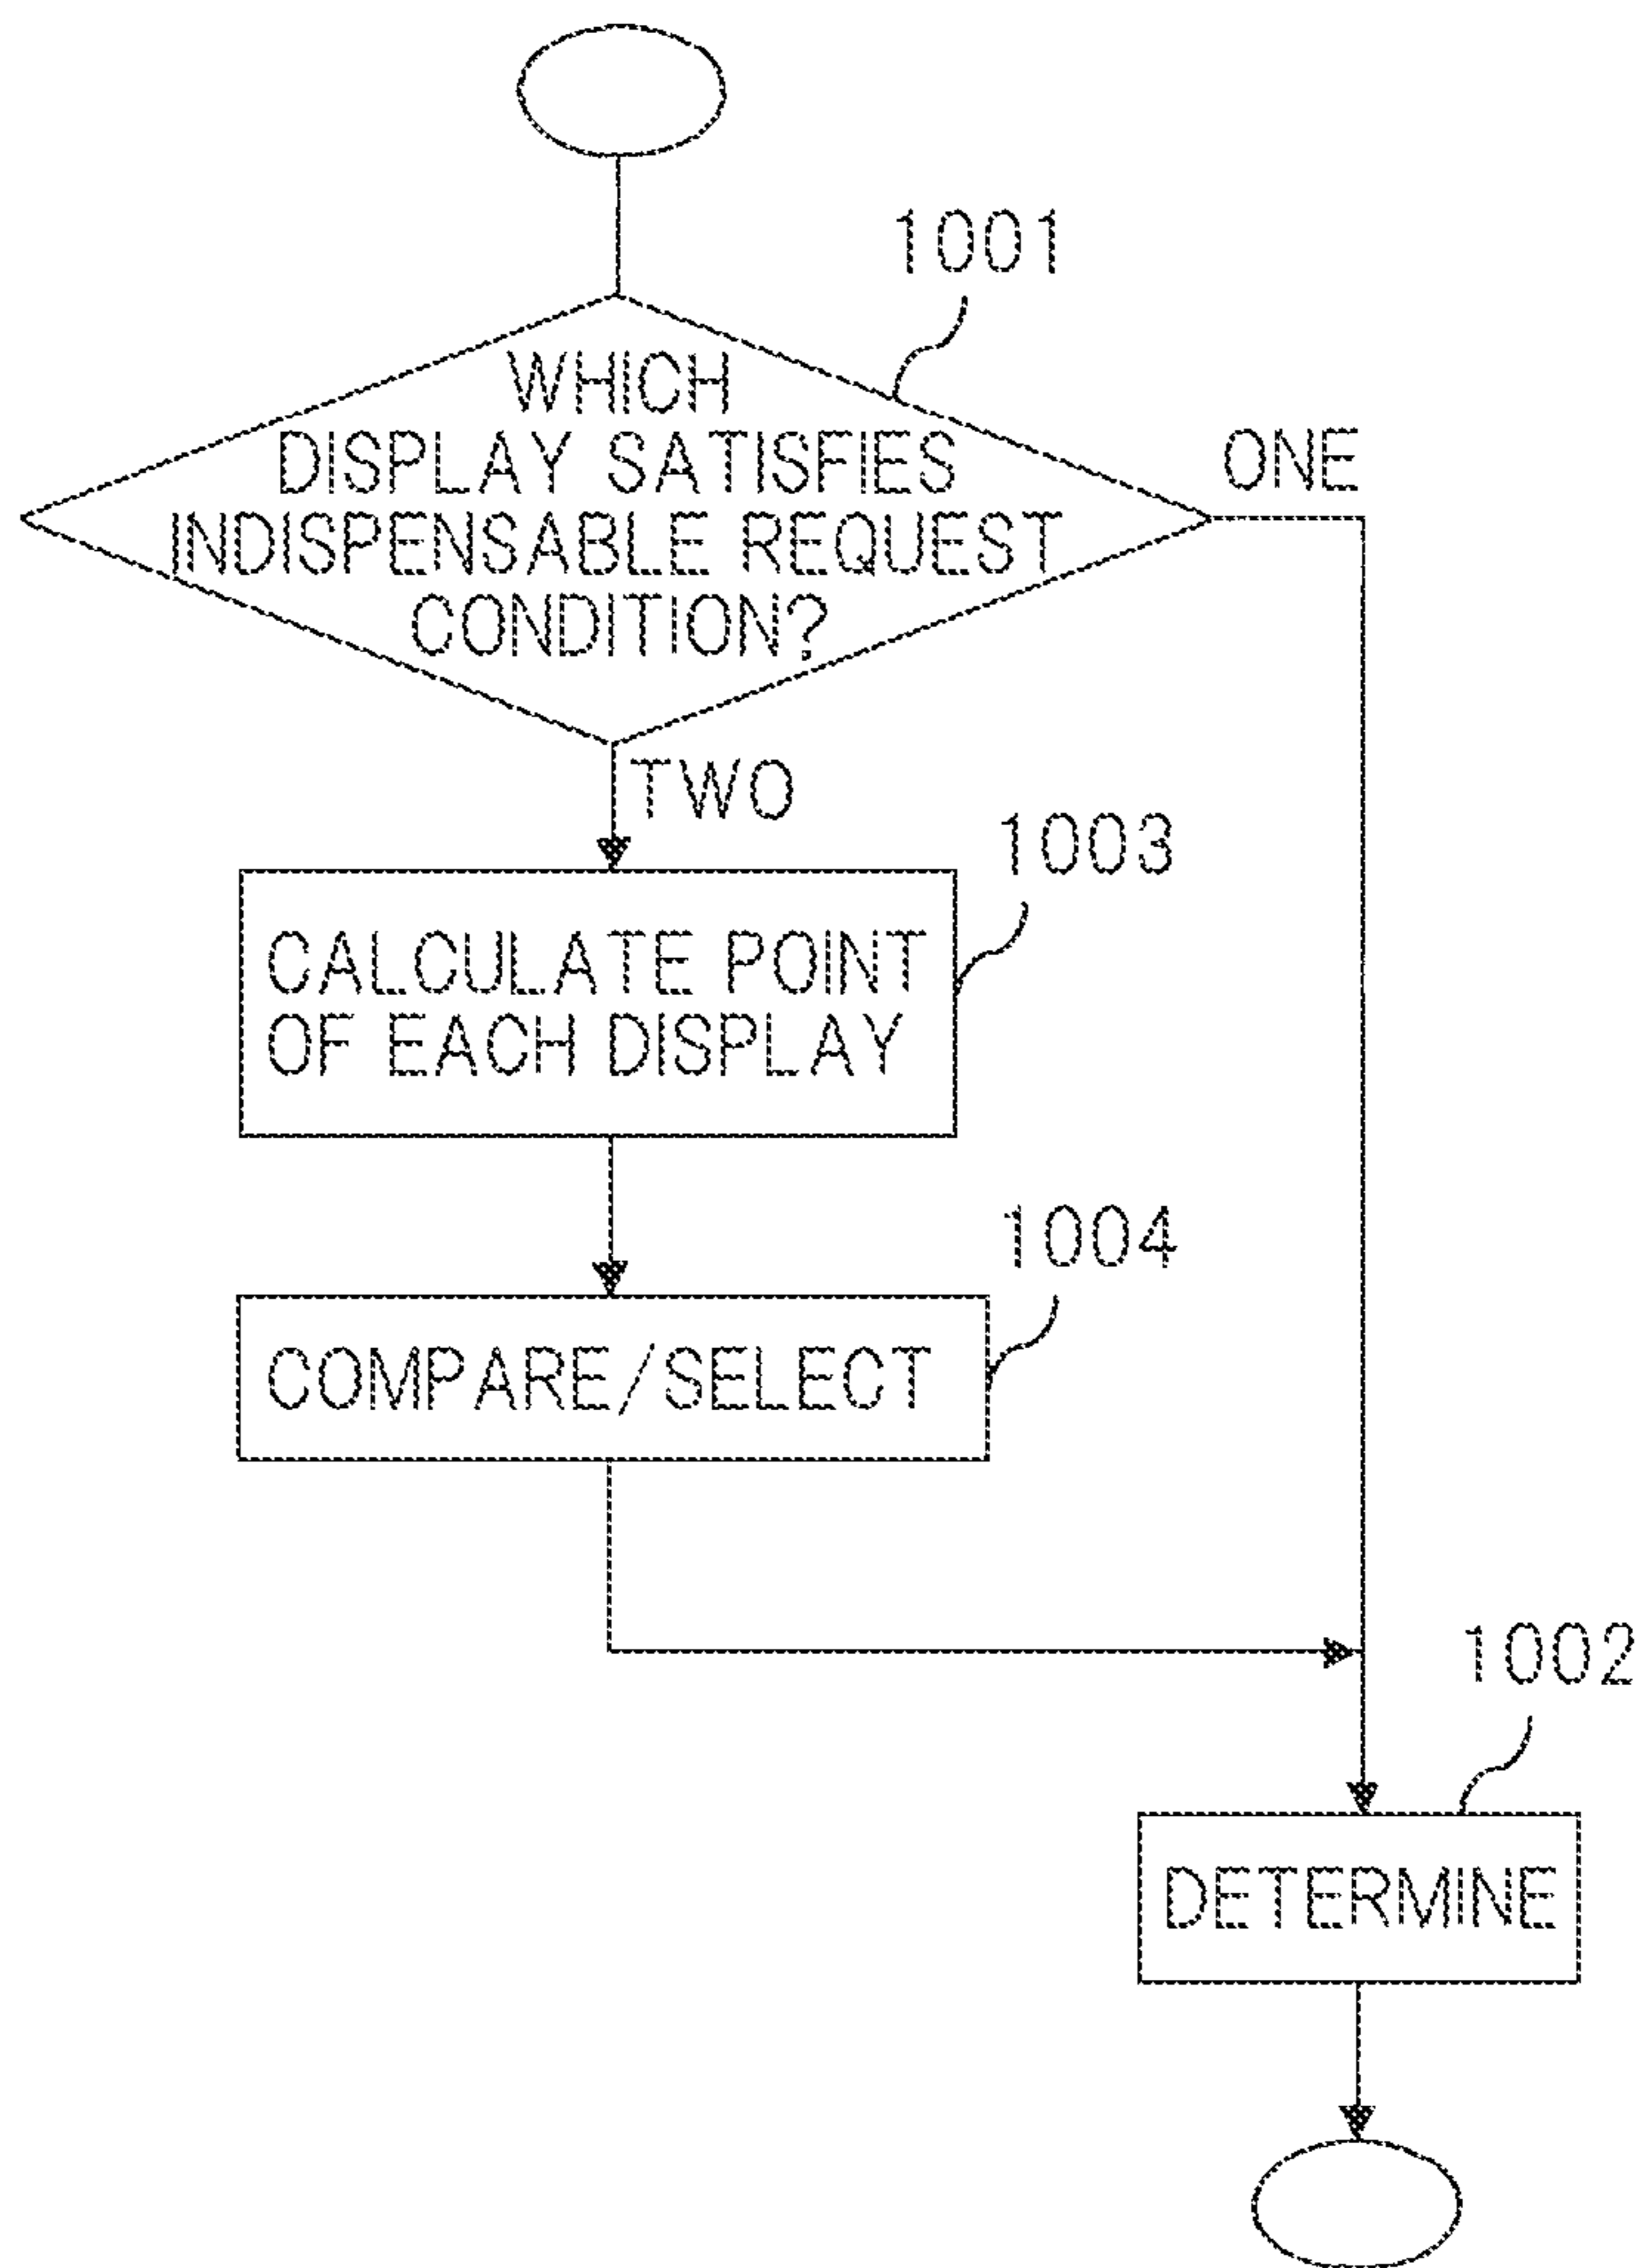 1001
WHICH
DISPLAY SATISFIES
INDISPENSABLE REQUEST
CONDITION?
ONE
TWO
1003
CALCULATE POINT
OF EACH DISPLAY
1004
COMPARE/SELECT
1002
DETERMINE